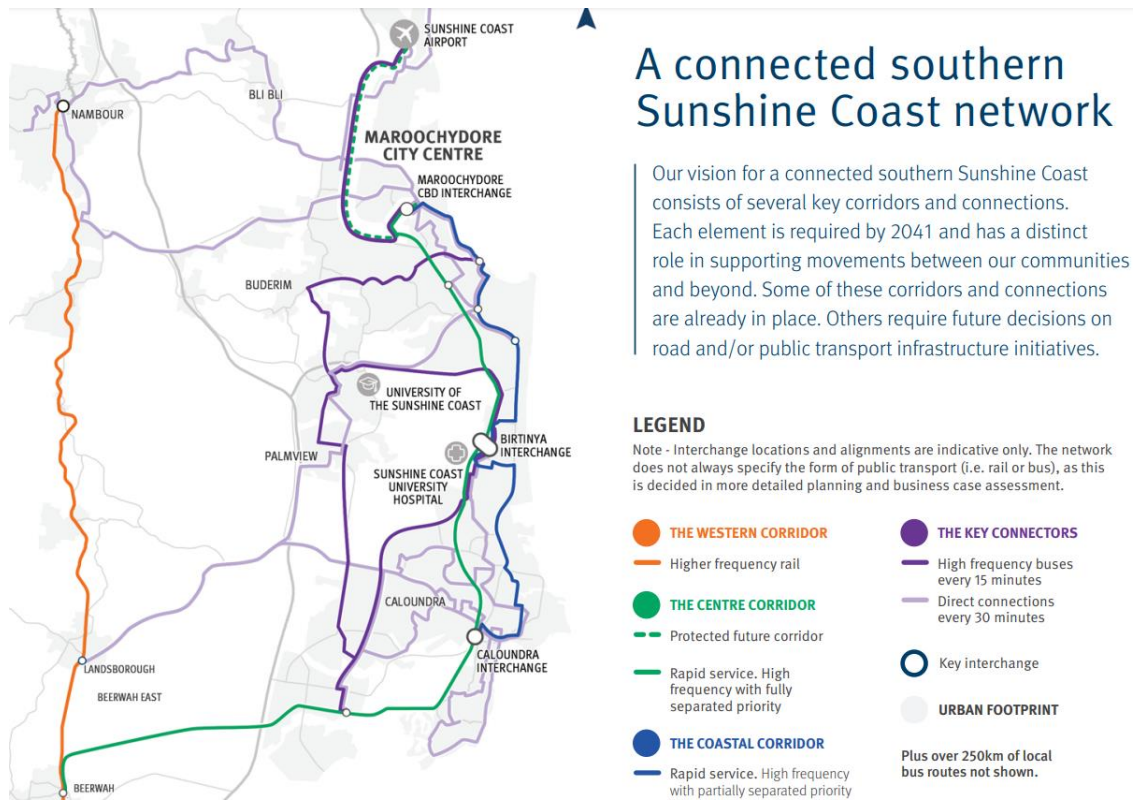 SUNSHINE COAST
AIRPORT
NAMBOUR
BLI BLI
MAROOCHYDORE
CITY CENTRE
MAROOCHYDORE
CBD INTERCHANGE
BUDERIM
UNIVERSITY OF
THE SUNSHINE COAST
PALMVIEW
BIRTINYA
INTERCHANGE
SUNSHINE COAST
UNIVERSITY
HOSPITAL
CALOUNDRA
CALOUNDRA
INTERCHANGE
LANDSBOROUGH
BEERWAH EAST
BEERWAH
A connected southern
Sunshine Coast network
Our vision for a connected southern Sunshine Coast
consists of several key corridors and connections.
Each element is required by 2041 and has a distinct
role in supporting movements between our communities
and beyond. Some of these corridors and connections
are already in place. Others require future decisions on
road and/or public transport infrastructure initiatives.
LEGEND
Note - Interchange locations and alignments are indicative only. The network
does not always specify the form of public transport (i.e. rail or bus), as this
is decided in more detailed planning and business case assessment.
THE WESTERN CORRIDOR
Higher frequency rail
THE CENTRE CORRIDOR
Protected future corridor
Rapid service. High
frequency with fully
separated priority
THE COASTAL CORRIDOR
Rapid service. High frequency
with partially separated priority
THE KEY CONNECTORS
High frequency buses
every 15 minutes
Direct connections
every 30 minutes
Key interchange
URBAN FOOTPRINT
Plus over 250km of local
bus routes not shown.